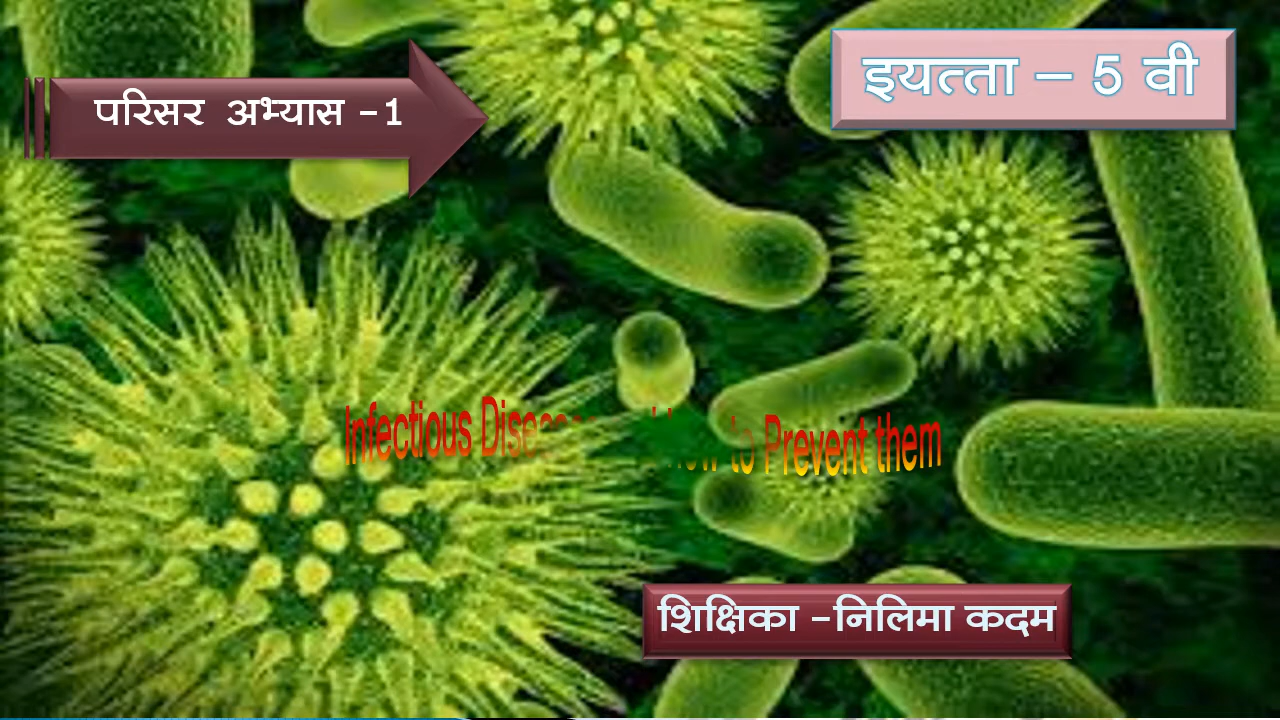 परिसर अभ्यास -1
इयत्ता – 5 वी
Infectious to Prevent them
शिक्षिका -निलिमा कदम